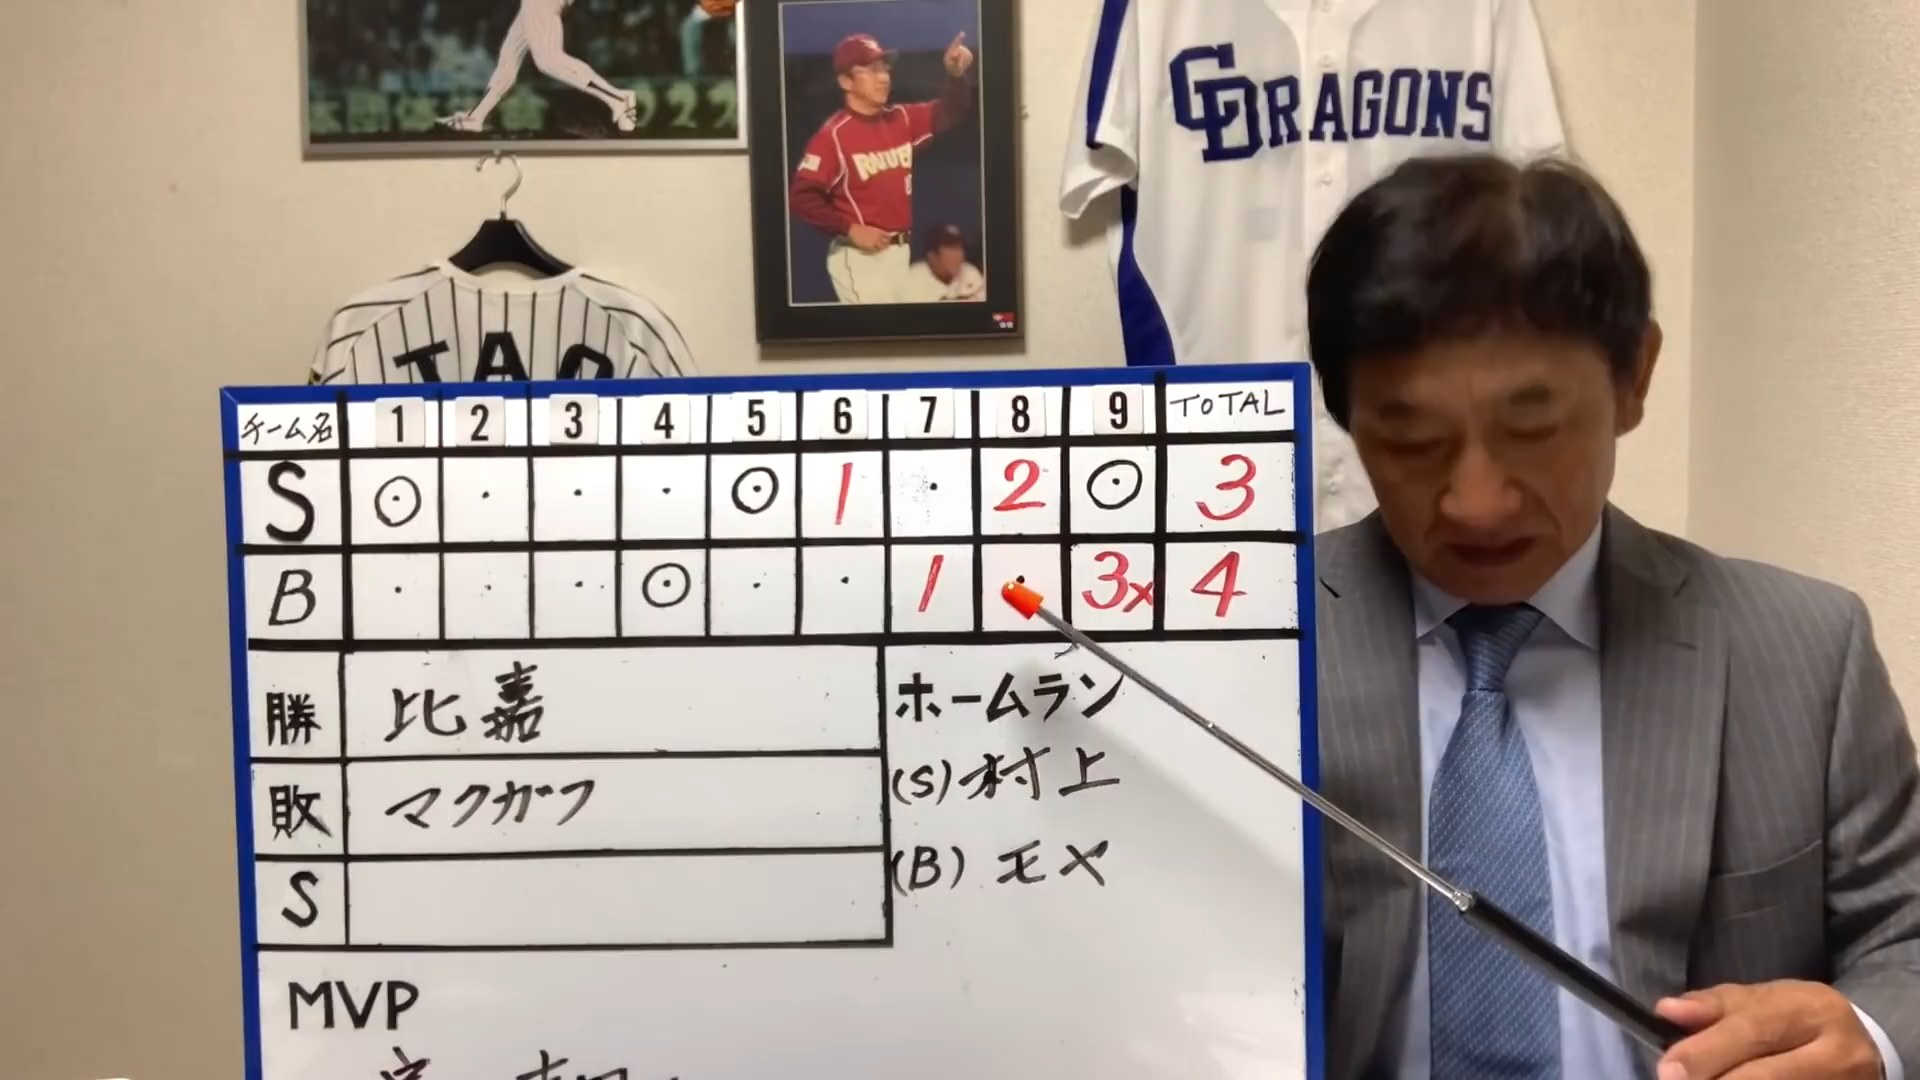 DRAGONS
TAO
チーム名 1 2 3 4 5 6 7 8 9 TOTAL
S ⊙ · · · ⊙ 1 · 2 ⊙ 3
B · · · ⊙ · · 1 · 3x 4
勝 比嘉
敗 マクガフ
S
ホームラン
(S) 村上
(B) モヤ
MVP